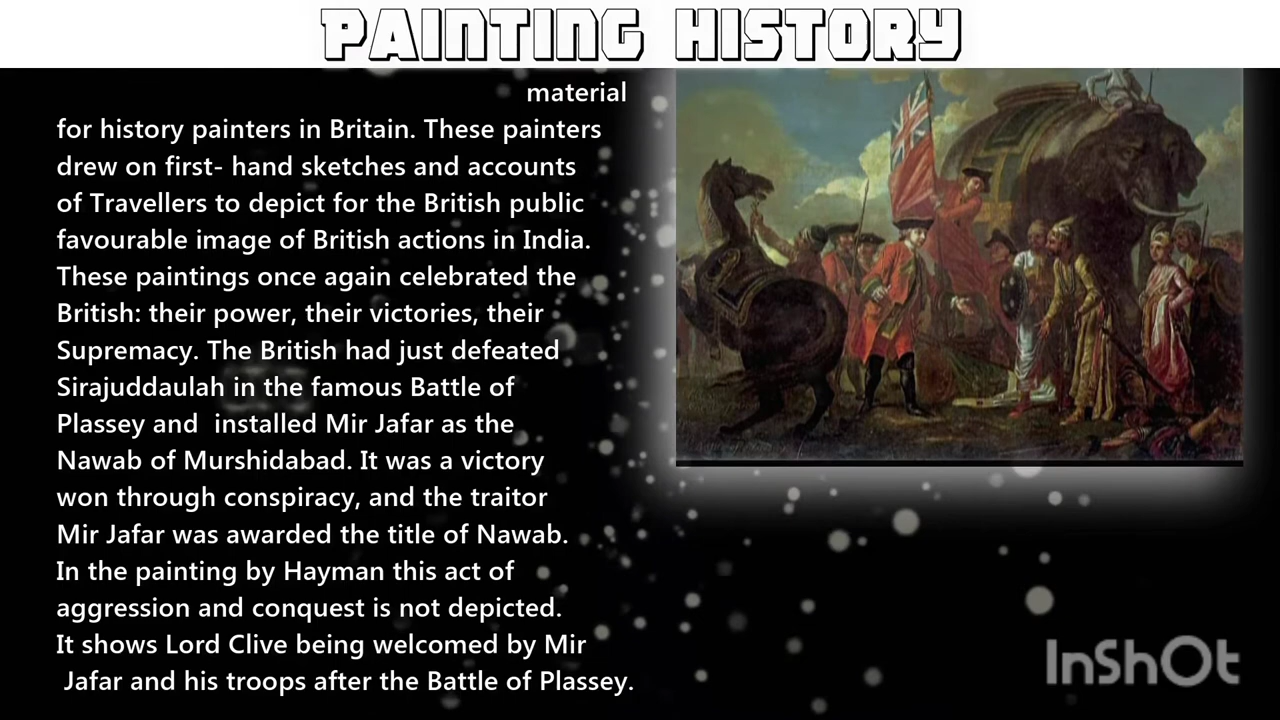 PAINTING HISTORY
material
for history painters in Britain. These painters
drew on first- hand sketches and accounts
of Travellers to depict for the British public
favourable image of British actions in India.
These paintings once again celebrated the
British: their power, their victories, their
Supremacy. The British had just defeated
Sirajuddaulah in the famous Battle of
Plassey and  installed Mir Jafar as the
Nawab of Murshidabad. It was a victory
won through conspiracy, and the traitor
Mir Jafar was awarded the title of Nawab.
In the painting by Hayman this act of
aggression and conquest is not depicted.
It shows Lord Clive being welcomed by Mir
Jafar and his troops after the Battle of Plassey.
InShOt